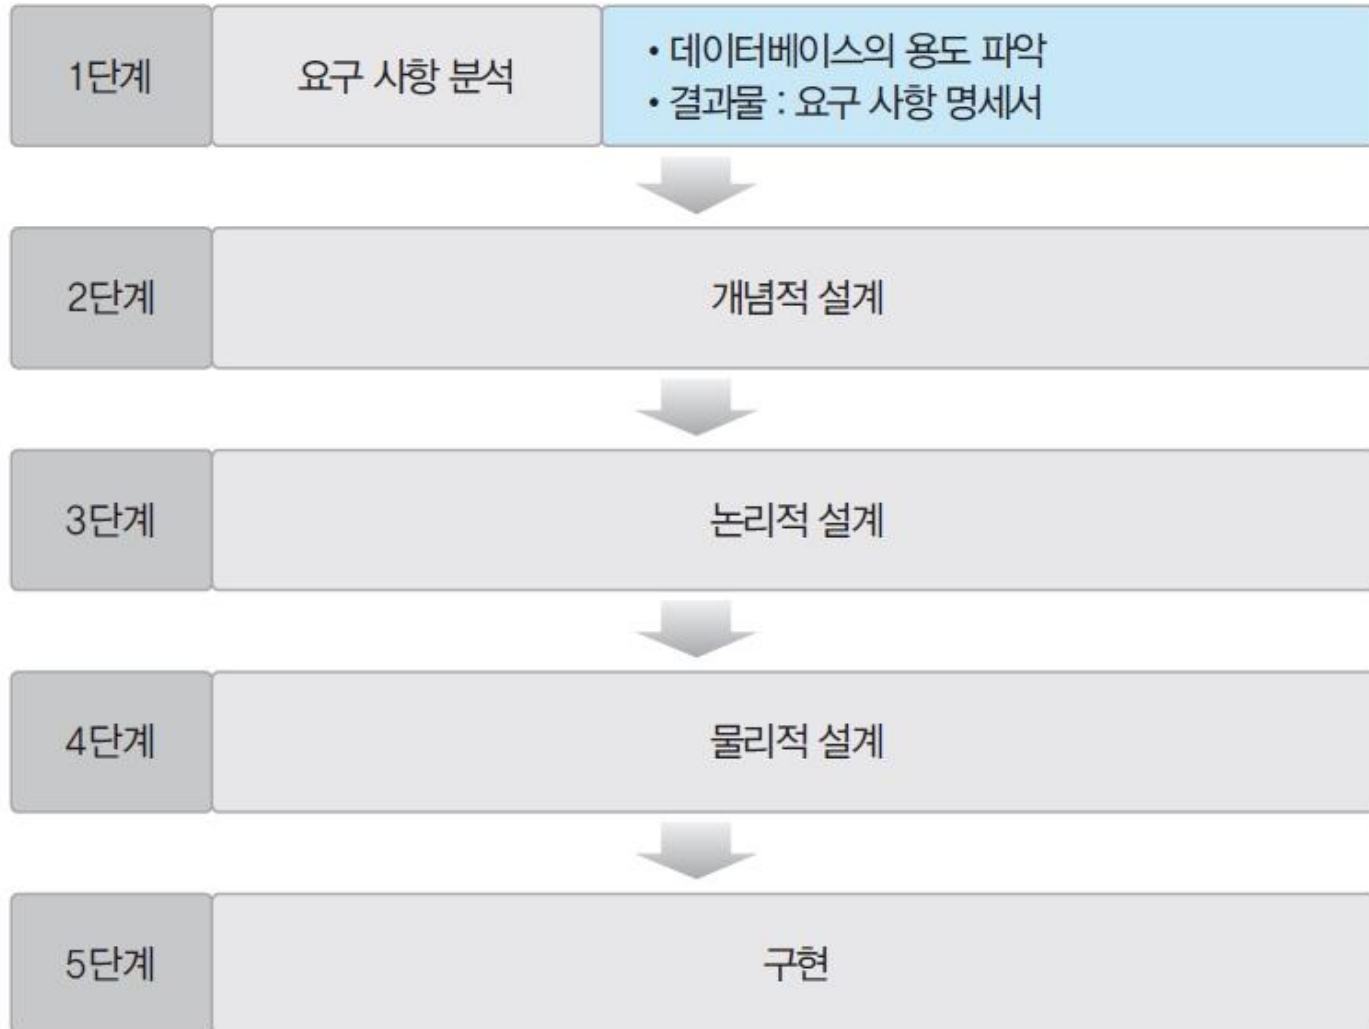 1단계
요구 사항 분석
• 데이터베이스의 용도 파악
• 결과물 : 요구 사항 명세서
2단계
개념적 설계
3단계
논리적 설계
4단계
물리적 설계
5단계
구현